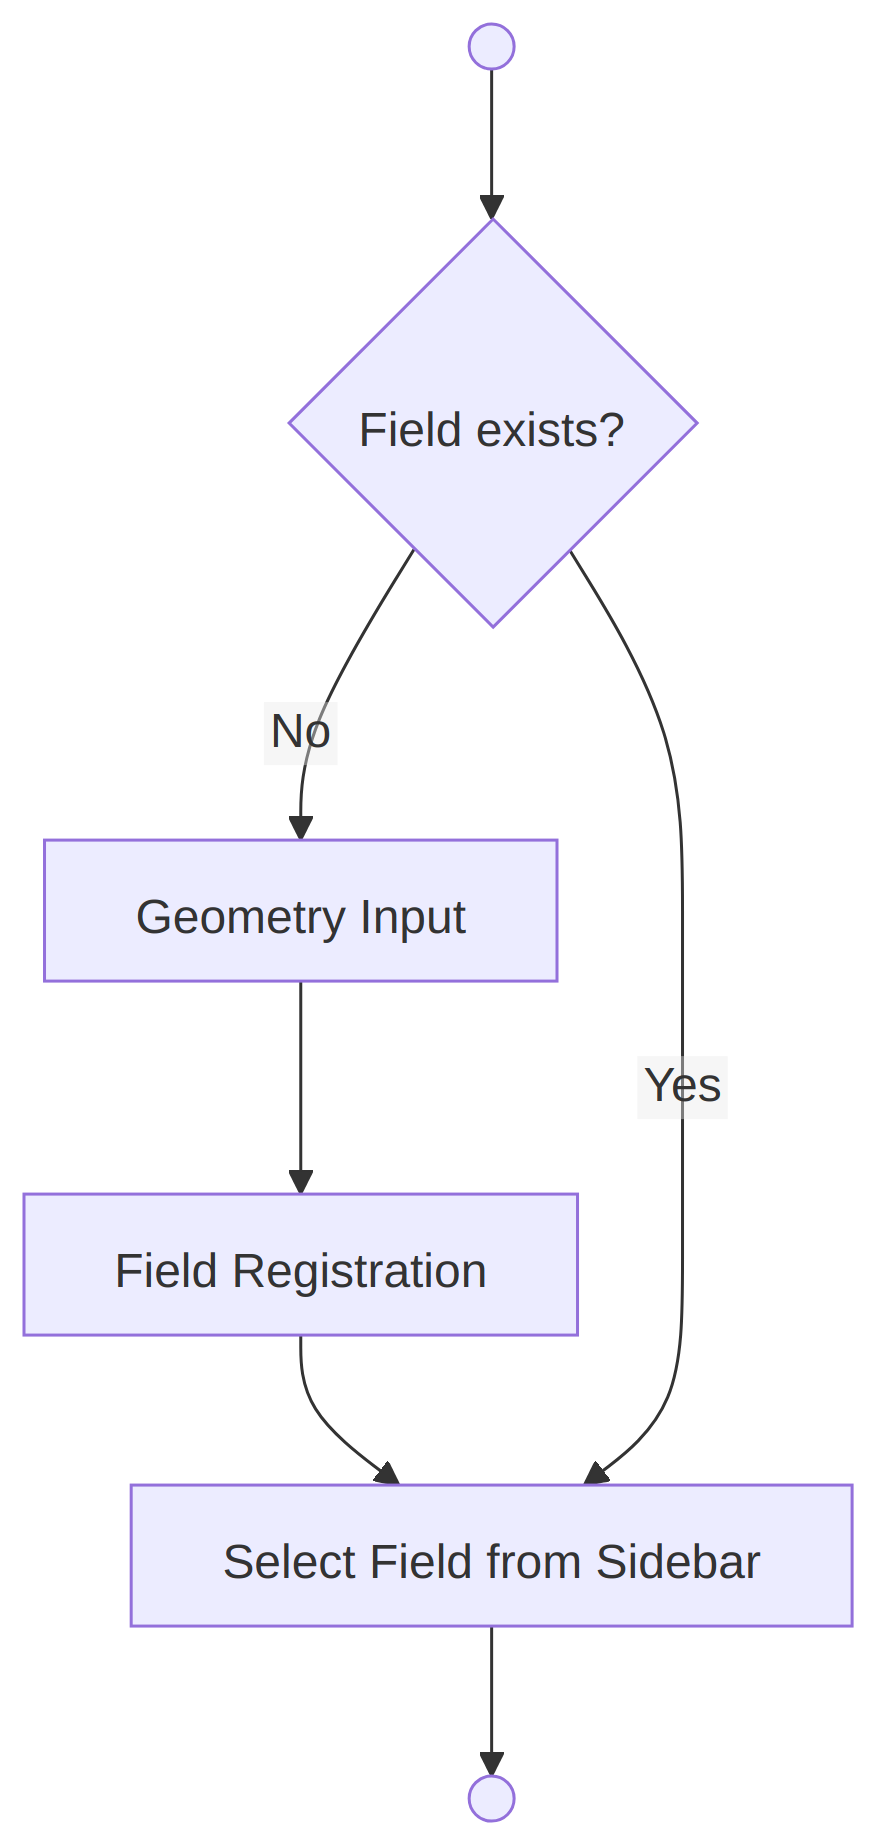 Field exists?
No
Geometry Input
Yes
Field Registration
Select Field from Sidebar